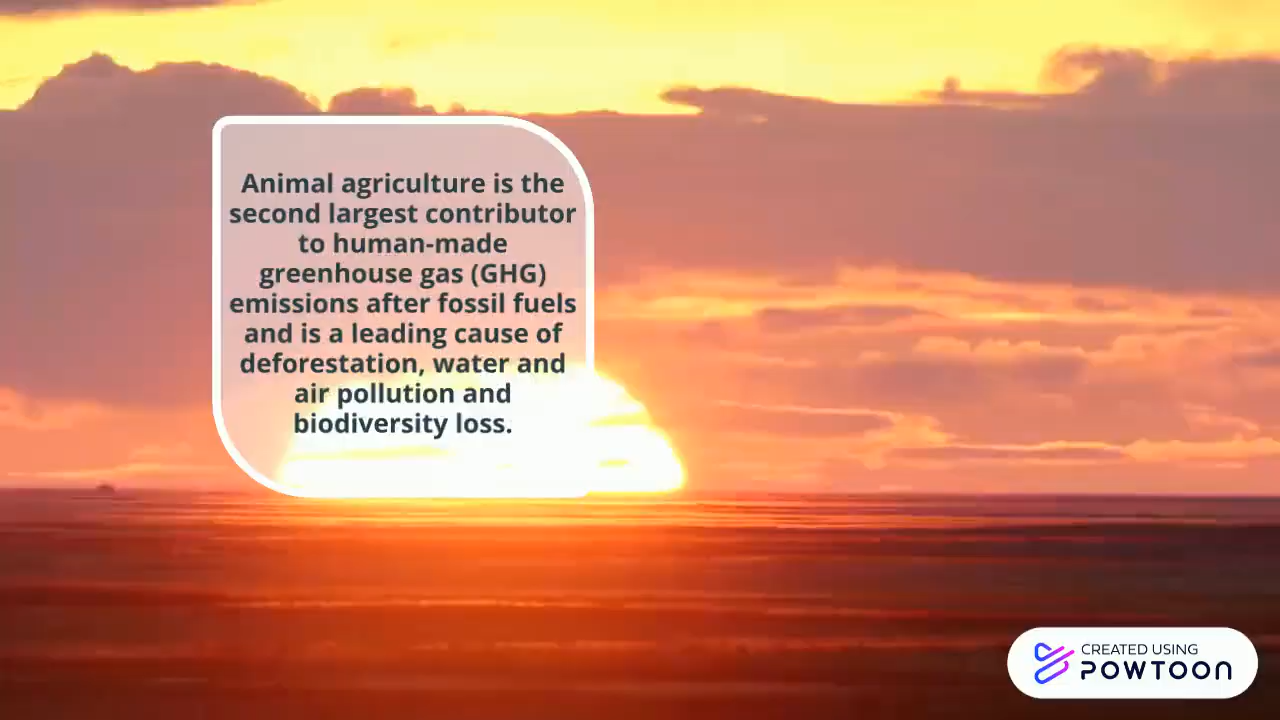 Animal agriculture is the
second largest contributor
to human-made
greenhouse gas (GHG)
emissions after fossil fuels
and is a leading cause of
deforestation, water and
air pollution and
biodiversity loss.
CREATED USING
POWTOON